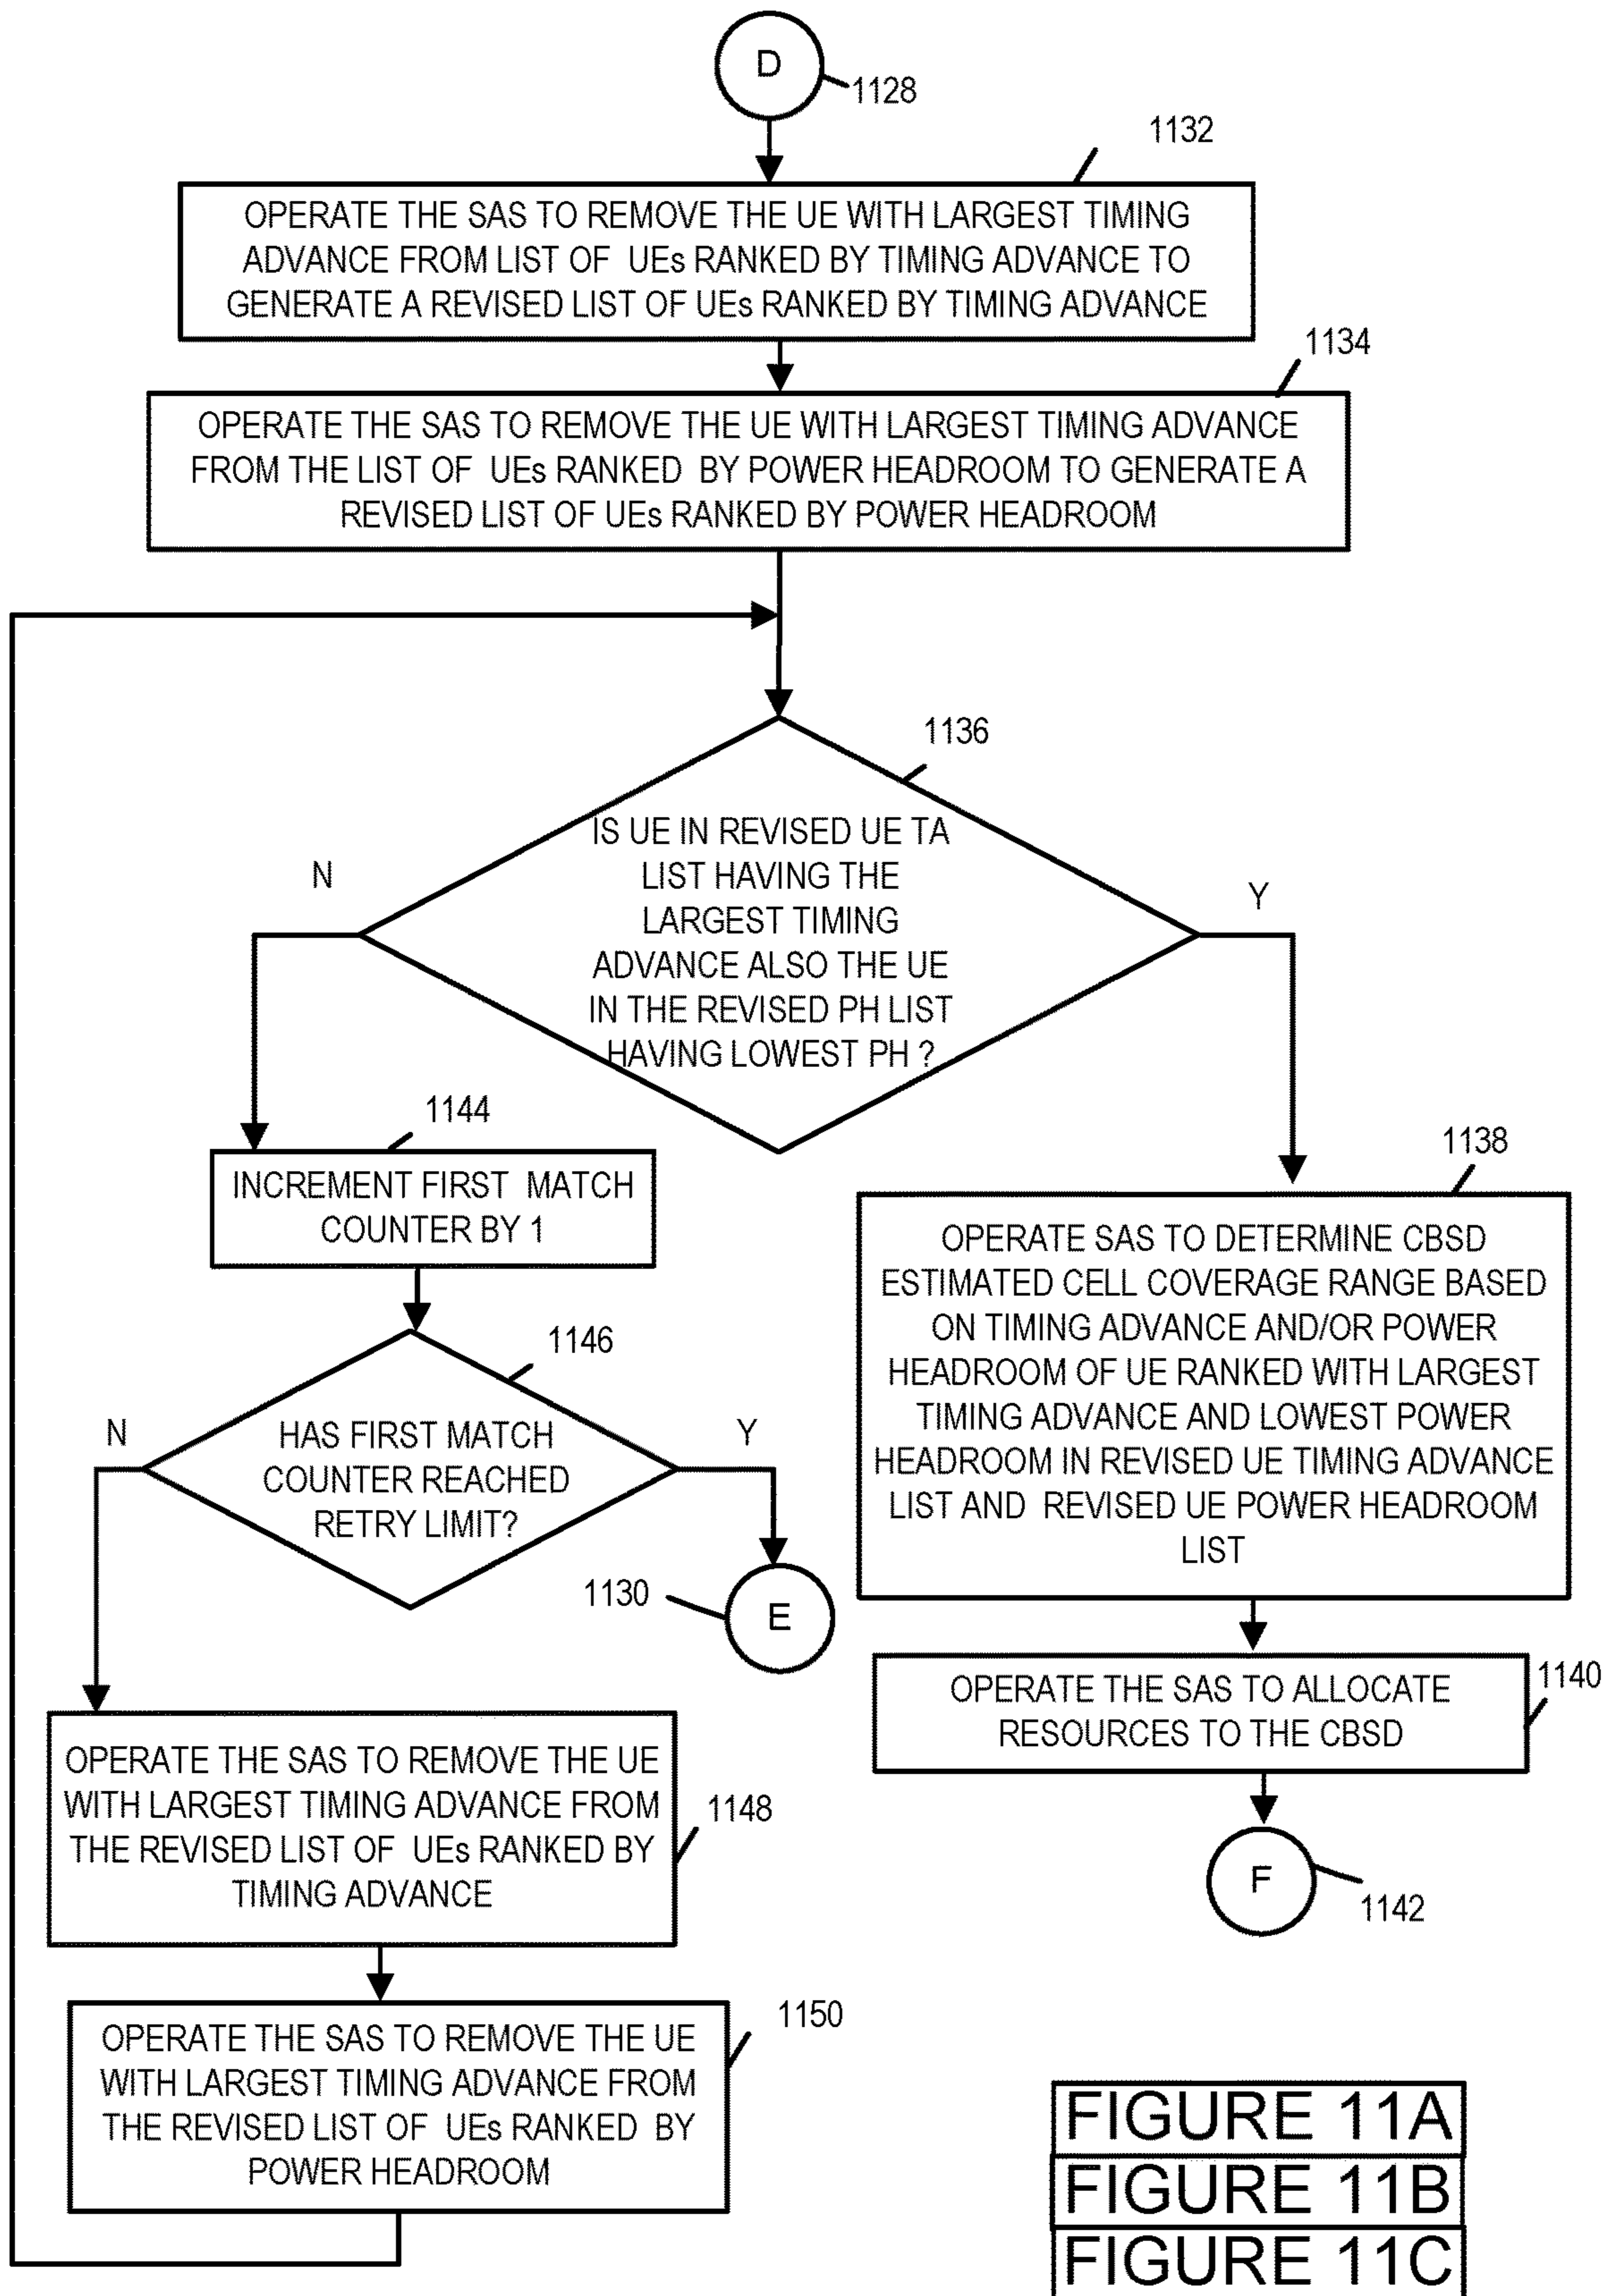 D
1128
1132
OPERATE THE SAS TO REMOVE THE UE WITH LARGEST TIMING
ADVANCE FROM LIST OF UEs RANKED BY TIMING ADVANCE TO
GENERATE A REVISED LIST OF UEs RANKED BY TIMING ADVANCE
1134
OPERATE THE SAS TO REMOVE THE UE WITH LARGEST TIMING ADVANCE
FROM THE LIST OF UEs RANKED BY POWER HEADROOM TO GENERATE A
REVISED LIST OF UEs RANKED BY POWER HEADROOM
1136
IS UE IN REVISED UE TA
LIST HAVING THE
LARGEST TIMING
ADVANCE ALSO THE UE
IN THE REVISED PH LIST
HAVING LOWEST PH ?
N
Y
1144
INCREMENT FIRST MATCH
COUNTER BY 1
1138
OPERATE SAS TO DETERMINE CBSD
ESTIMATED CELL COVERAGE RANGE BASED
ON TIMING ADVANCE AND/OR POWER
HEADROOM OF UE RANKED WITH LARGEST
TIMING ADVANCE AND LOWEST POWER
HEADROOM IN REVISED UE TIMING ADVANCE
LIST AND REVISED UE POWER HEADROOM
LIST
1146
HAS FIRST MATCH
COUNTER REACHED
RETRY LIMIT?
N
Y
1130
E
1140
OPERATE THE SAS TO ALLOCATE
RESOURCES TO THE CBSD
F
1142
OPERATE THE SAS TO REMOVE THE UE
WITH LARGEST TIMING ADVANCE FROM
THE REVISED LIST OF UEs RANKED BY
TIMING ADVANCE
1148
1150
OPERATE THE SAS TO REMOVE THE UE
WITH LARGEST TIMING ADVANCE FROM
THE REVISED LIST OF UEs RANKED BY
POWER HEADROOM
FIGURE 11A
FIGURE 11B
FIGURE 11C